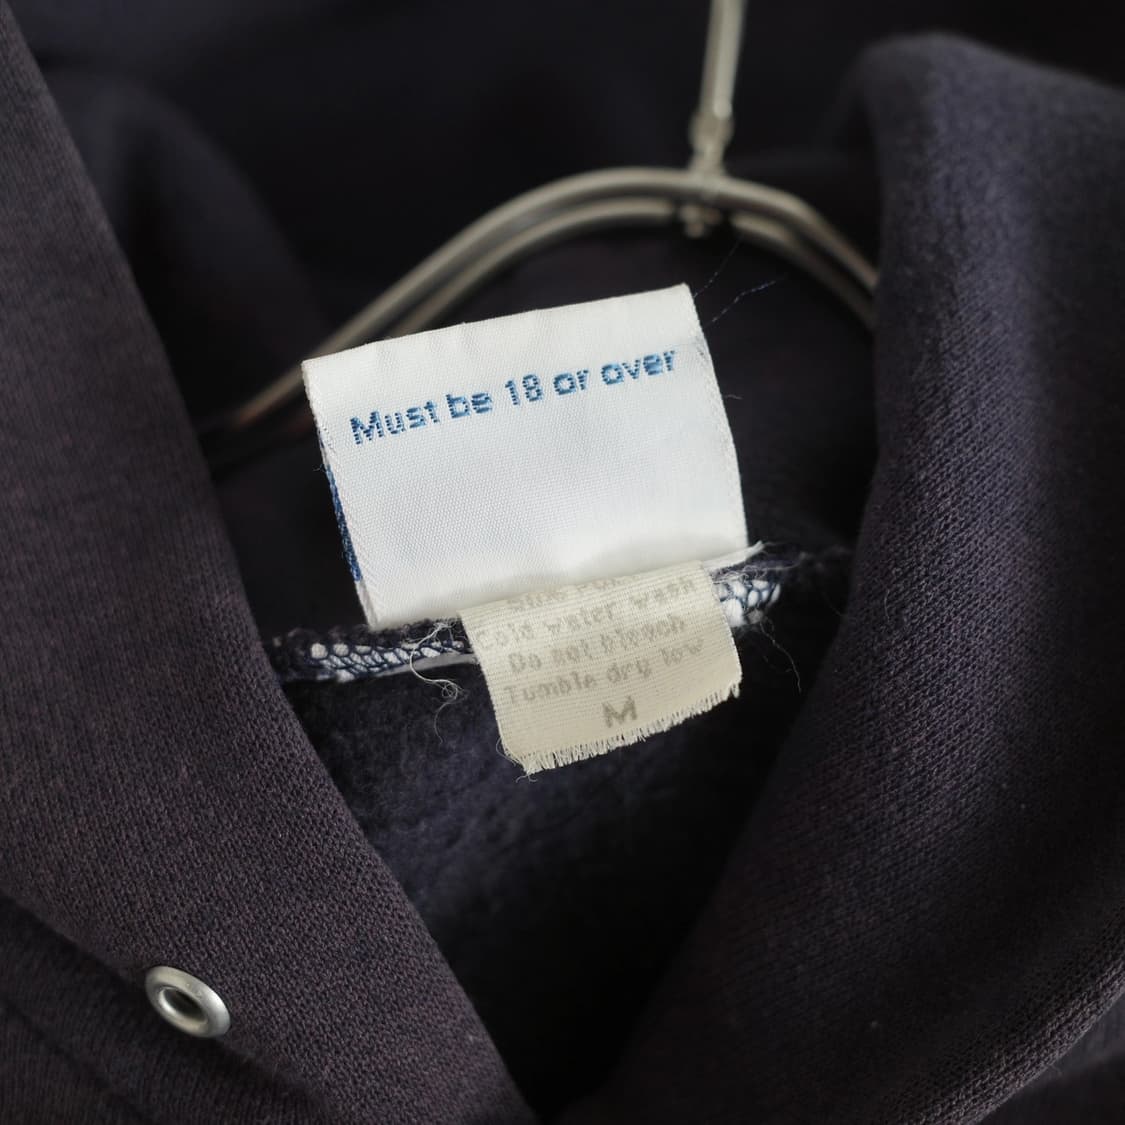 Must be 18 or over
Cold water wash
Do not bleach
Tumble dry low
M